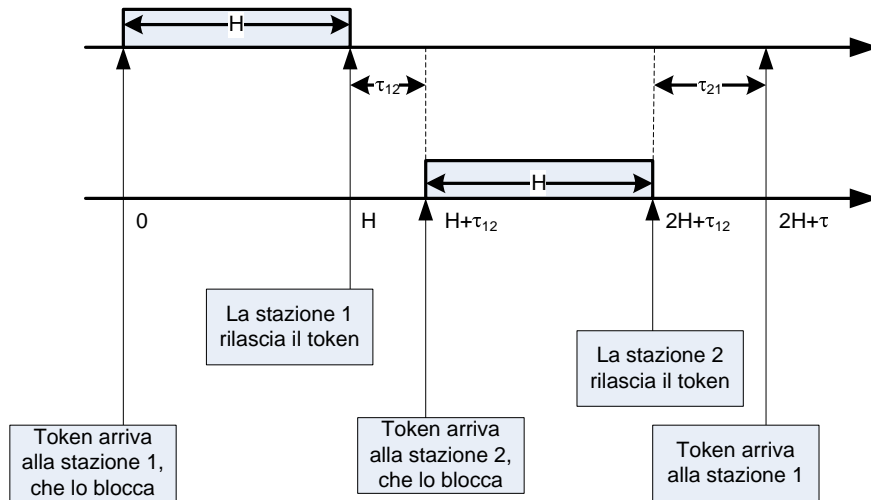 H
τ12
τ21
H
0
H
H+τ12
2H+τ12
2H+τ
La stazione 1
rilascia il token
La stazione 2
rilascia il token
Token arriva
alla stazione 1,
che lo blocca
Token arriva
alla stazione 2,
che lo blocca
Token arriva
alla stazione 1